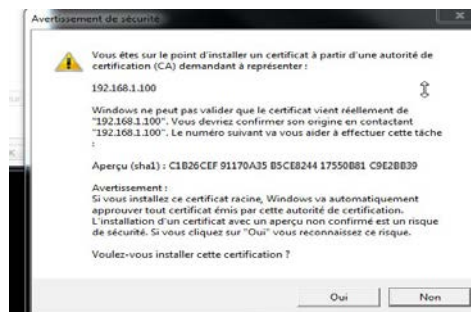 Avertissement de sécurité
Vous êtes sur le point d'installer un certificat à partir d'une autorité de
certification (CA) demandant à représenter :
192.168.1.100
Windows ne peut pas valider que le certificat vient réellement de
"192.168.1.100". Vous devriez confirmer son origine en contactant
"192.168.1.100". Le numéro suivant va vous aider à effectuer cette tâche
:
Aperçu (sha1) : C1B26CEF 91170A35 B5CE8244 17550B81 C9E2BB39
Avertissement :
Si vous installez ce certificat racine, Windows va automatiquement
approuver tout certificat émis par cette autorité de certification.
L'installation d'un certificat avec un aperçu non confirmé est un risque
de sécurité. Si vous cliquez sur "Oui" vous reconnaissez ce risque.
Voulez-vous installer cette certification ?
Oui
Non